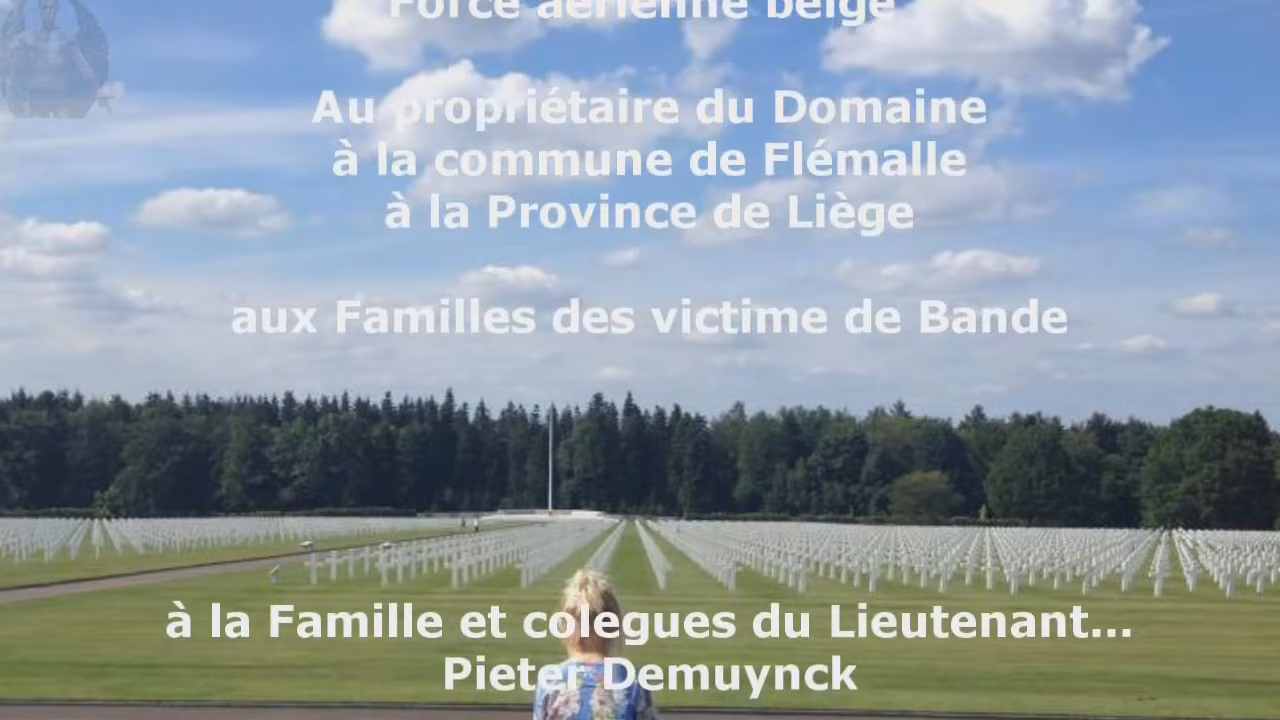 Force aérienne belge
Au propriétaire du Domaine
à la commune de Flémalle
à la Province de Liège
aux Familles des victime de Bande
à la Famille et colegues du Lieutenant...
Pieter Demuynck